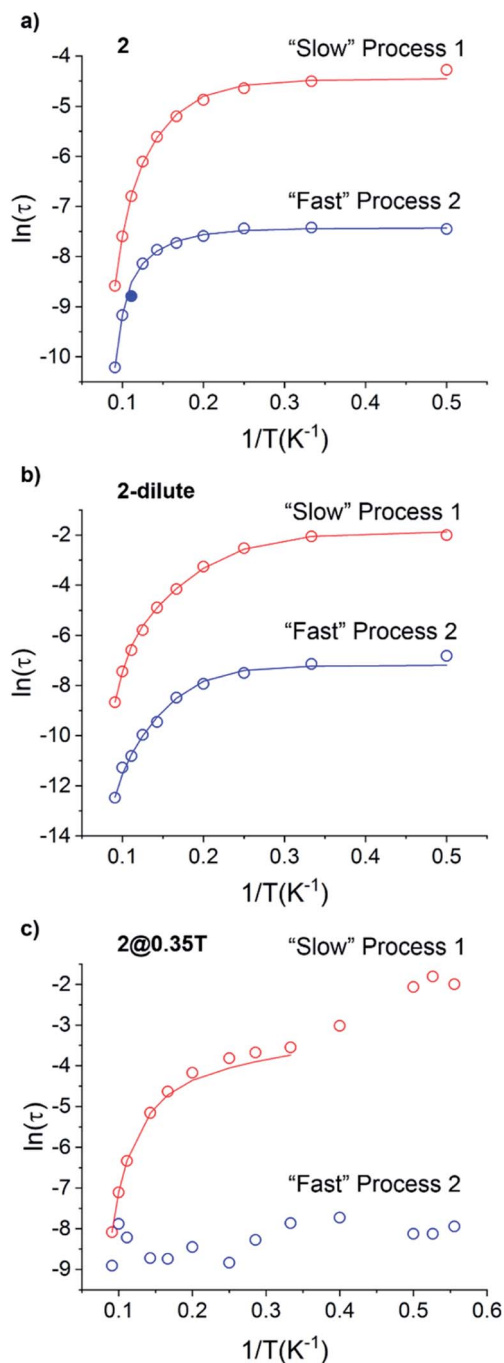 a)
2
"Slow" Process 1
"Fast" Process 2
ln(τ)
-4
-5
-6
-7
-8
-9
-10
0.1
0.2
0.3
0.4
0.5
1/T(K⁻¹)
b)
2-dilute
"Slow" Process 1
"Fast" Process 2
ln(τ)
-2
-4
-6
-8
-10
-12
-14
0.1
0.2
0.3
0.4
0.5
1/T(K⁻¹)
c)
2@0.35T
"Slow" Process 1
"Fast" Process 2
ln(τ)
-2
-3
-4
-5
-6
-7
-8
-9
0.1
0.2
0.3
0.4
0.5
0.6
1/T(K⁻¹)